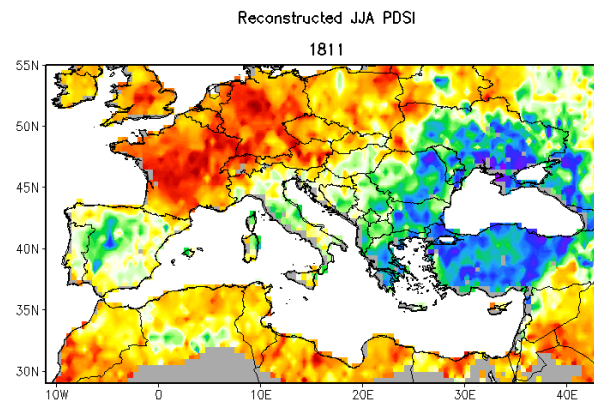 Reconstructed JJA PDSI
1811
55N
50N
45N
40N
35N
30N
10W 0 10E 20E 30E 40E